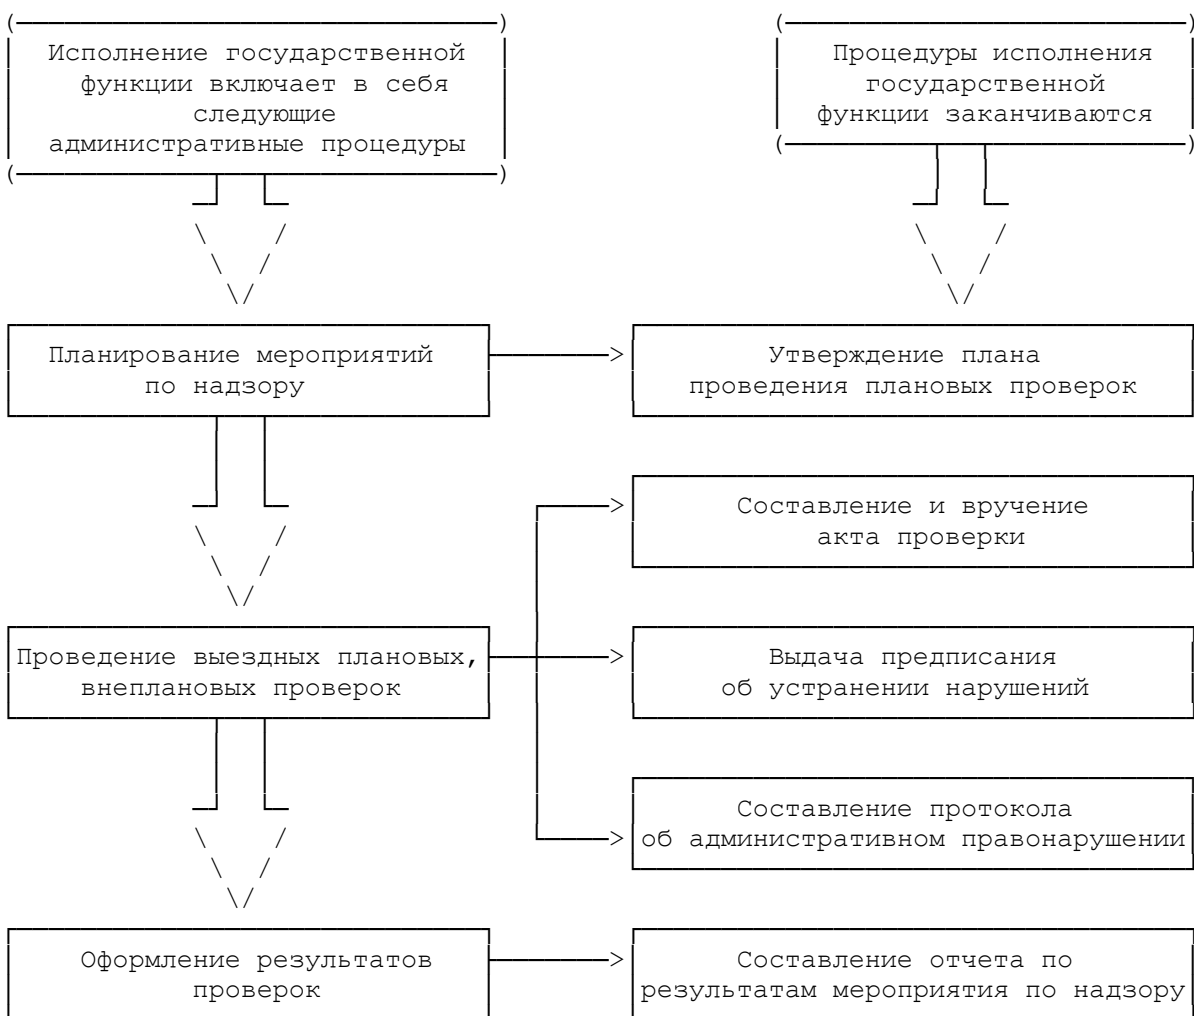 Исполнение государственной
функции включает в себя
следующие
административные процедуры
Процедуры исполнения
государственной
функции заканчиваются
Планирование мероприятий
по надзору
Утверждение плана
проведения плановых проверок
Составление и вручение
акта проверки
Проведение выездных плановых,
внеплановых проверок
Выдача предписания
об устранении нарушений
Составление протокола
об административном правонарушении
Оформление результатов
проверок
Составление отчета по
результатам мероприятия по надзору